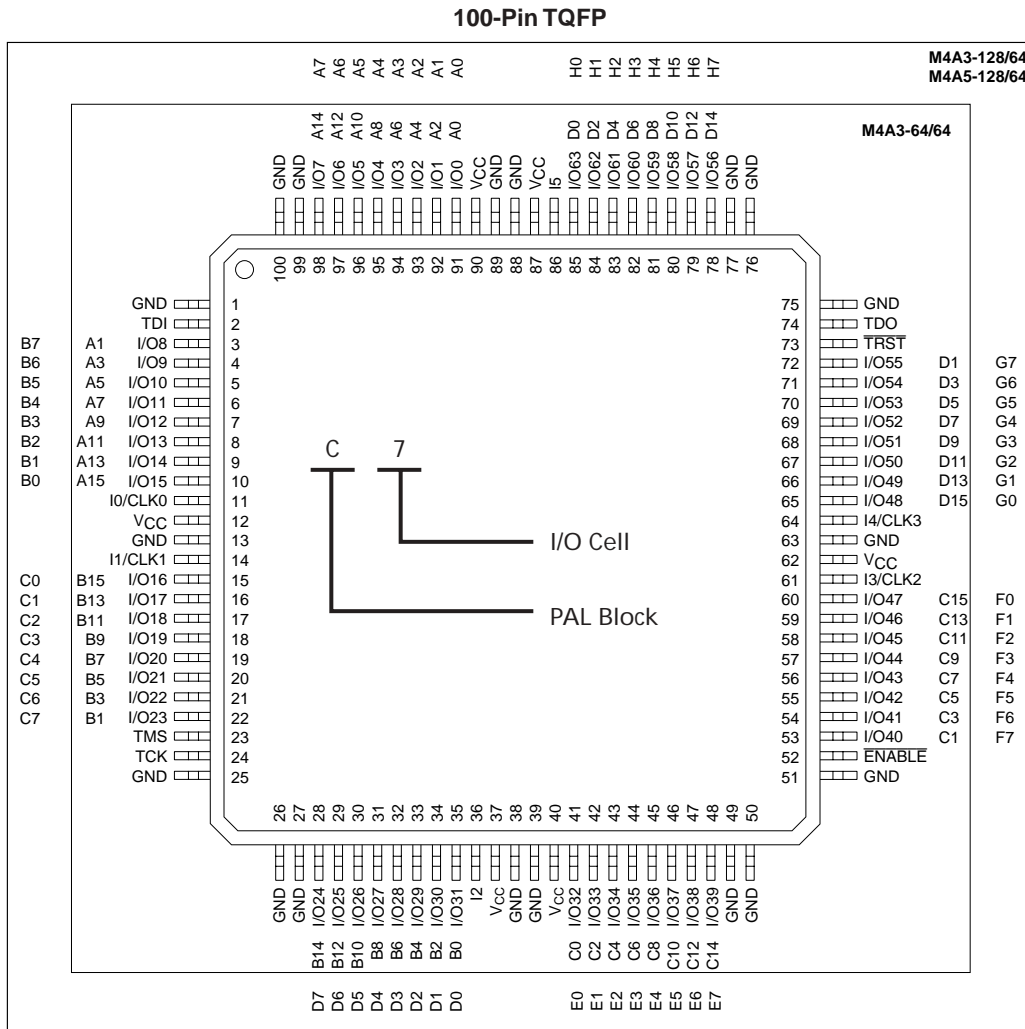 100-Pin TQFP
M4A3-128/64
M4A5-128/64
A7 A6 A5 A4 A3 A2 A1 A0 H0 H1 H2 H3 H4 H5 H6 H7
M4A3-64/64
A14 A12 A10 A8 A6 A4 A2 A0 D0 D2 D4 D6 D8 D10 D12 D14
GND GND I/O7 I/O6 I/O5 I/O4 I/O3 I/O2 I/O1 I/O0 VCC GND GND VCC I5 I/O63 I/O62 I/O61 I/O60 I/O59 I/O58 I/O57 I/O56 GND GND
100 99 98 97 96 95 94 93 92 91 90 89 88 87 86 85 84 83 82 81 80 79 78 77 76
GND 1 75 GND
TDI 2 74 TDO
B7 A1 I/O8 3 73 TRST
B6 A3 I/O9 4 72 I/O55 D1 G7
B5 A5 I/O10 5 71 I/O54 D3 G6
B4 A7 I/O11 6 70 I/O53 D5 G5
B3 A9 I/O12 7 69 I/O52 D7 G4
B2 A11 I/O13 8 68 I/O51 D9 G3
B1 A13 I/O14 9 67 I/O50 D11 G2
B0 A15 I/O15 10 66 I/O49 D13 G1
I0/CLK0 11 65 I/O48 D15 G0
VCC 12 64 I4/CLK3
GND 13 63 GND
I1/CLK1 14 62 VCC
C0 B15 I/O16 15 61 I3/CLK2
C1 B13 I/O17 16 60 I/O47 C15 F0
C2 B11 I/O18 17 59 I/O46 C13 F1
C3 B9 I/O19 18 58 I/O45 C11 F2
C4 B7 I/O20 19 57 I/O44 C9 F3
C5 B5 I/O21 20 56 I/O43 C7 F4
C6 B3 I/O22 21 55 I/O42 C5 F5
C7 B1 I/O23 22 54 I/O41 C3 F6
TMS 23 53 I/O40 C1 F7
TCK 24 52 ENABLE
GND 25 51 GND
C 7
I/O Cell
PAL Block
26 27 28 29 30 31 32 33 34 35 36 37 38 39 40 41 42 43 44 45 46 47 48 49 50
GND GND I/O24 I/O25 I/O26 I/O27 I/O28 I/O29 I/O30 I/O31 I2 VCC GND GND VCC I/O32 I/O33 I/O34 I/O35 I/O36 I/O37 I/O38 I/O39 GND GND
B14 B12 B10 B8 B6 B4 B2 B0 C0 C2 C4 C6 C8 C10 C12 C14
D7 D6 D5 D4 D3 D2 D1 D0 E0 E1 E2 E3 E4 E5 E6 E7